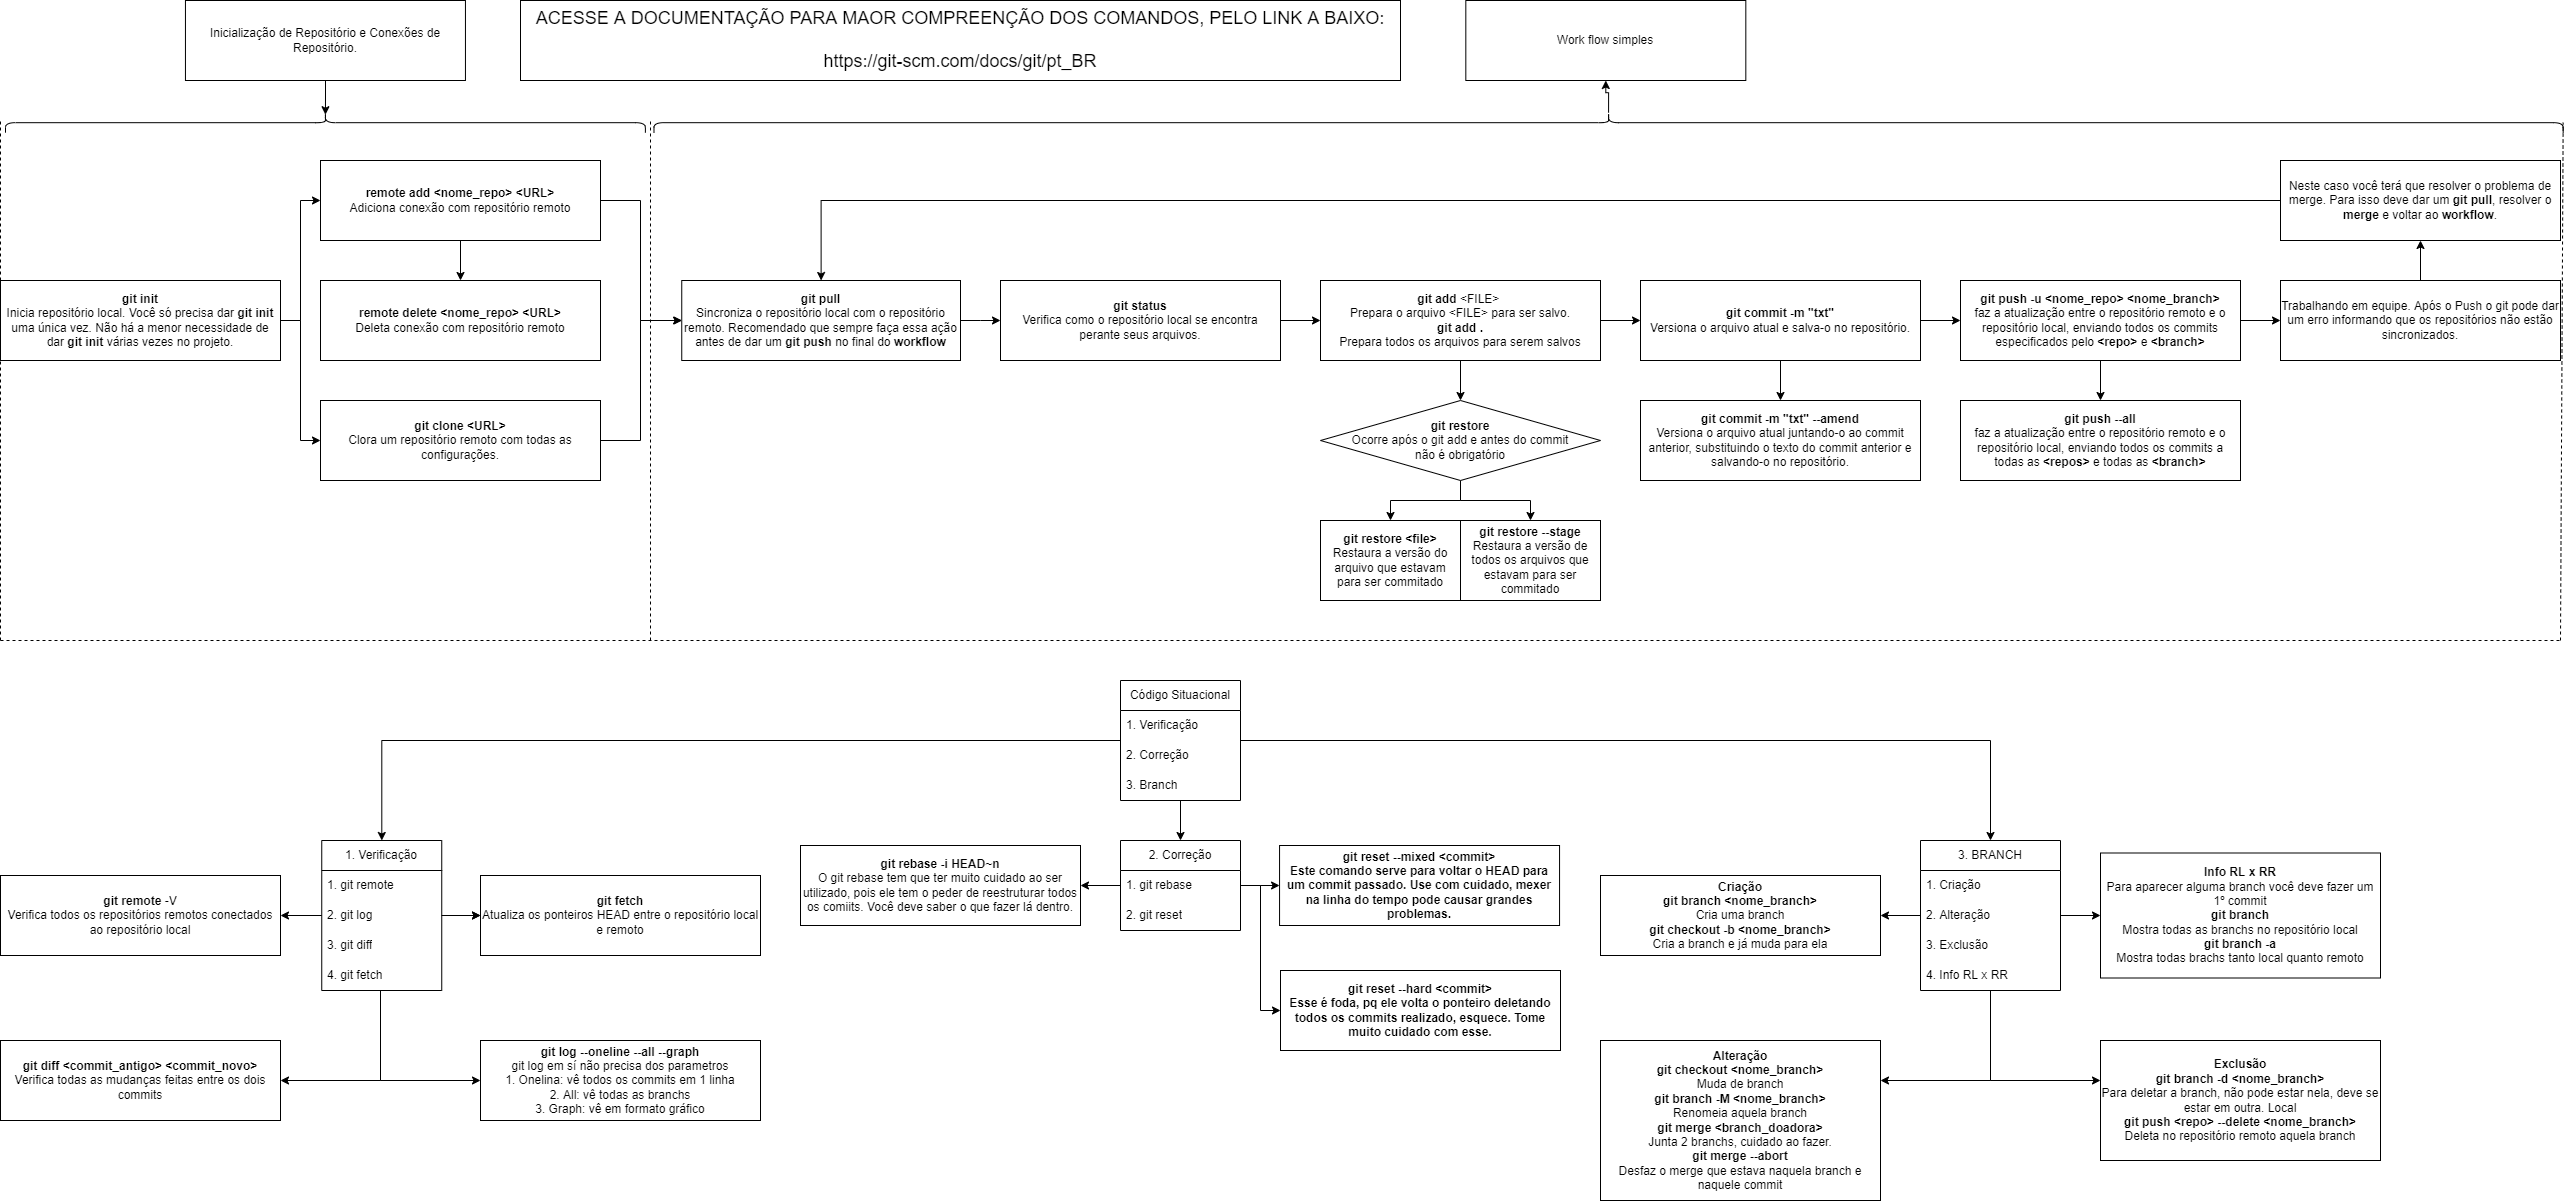 Inicialização de Repositório e Conexões de
Repositório.
ACESSE A DOCUMENTAÇÃO PARA MAOR COMPREENÇÃO DOS COMANDOS, PELO LINK A BAIXO:
https://git-scm.com/docs/git/pt_BR
Work flow simples
remote add <nome_repo> <URL>
Adiciona conexão com repositório remoto
Neste caso você terá que resolver o problema de
merge. Para isso deve dar um git pull, resolver o
merge e voltar ao workflow.
git init
Inicia repositório local. Você só precisa dar git init
uma única vez. Não há a menor necessidade de
dar git init várias vezes no projeto.
remote delete <nome_repo> <URL>
Deleta conexão com repositório remoto
git pull
Sincroniza o repositório local com o repositório
remoto. Recomendado que sempre faça essa ação
antes de dar um git push no final do workflow
git status
Verifica como o repositório local se encontra
perante seus arquivos.
git add <FILE>
Prepara o arquivo <FILE> para ser salvo.
git add .
Prepara todos os arquivos para serem salvos
git commit -m "txt"
Versiona o arquivo atual e salva-o no repositório.
git push -u <nome_repo> <nome_branch>
faz a atualização entre o repositório remoto e o
repositório local, enviando todos os commits
especificados pelo <repo> e <branch>
Trabalhando em equipe. Após o Push o git pode dar
um erro informando que os repositórios não estão
sincronizados.
git clone <URL>
Clora um repositório remoto com todas as
configurações.
git restore
Ocorre após o git add e antes do commit
não é obrigatório
git commit -m "txt" --amend
Versiona o arquivo atual juntando-o ao commit
anterior, substituindo o texto do commit anterior e
salvando-o no repositório.
git push --all
faz a atualização entre o repositório remoto e o
repositório local, enviando todos os commits a
todas as <repos> e todas as <branch>
git restore <file>
Restaura a versão do
arquivo que estavam
para ser commitado
git restore --stage
Restaura a versão de
todos os arquivos que
estavam para ser
commitado
Código Situacional
1. Verificação
2. Correção
3. Branch
1. Verificação
1. git remote
2. git log
3. git diff
4. git fetch
git remote -V
Verifica todos os repositórios remotos conectados
ao repositório local
git fetch
Atualiza os ponteiros HEAD entre o repositório local
e remoto
git diff <commit_antigo> <commit_novo>
Verifica todas as mudanças feitas entre os dois
commits
git log --oneline --all --graph
git log em sí não precisa dos parametros
1. Onelina: vê todos os commits em 1 linha
2. All: vê todas as branchs
3. Graph: vê em formato gráfico
git rebase -i HEAD~n
O git rebase tem que ter muito cuidado ao ser
utilizado, pois ele tem o peder de reestruturar todos
os comiits. Você deve saber o que fazer lá dentro.
2. Correção
1. git rebase
2. git reset
git reset --mixed <commit>
Este comando serve para voltar o HEAD para
um commit passado. Use com cuidado, mexer
na linha do tempo pode causar grandes
problemas.
git reset --hard <commit>
Esse é foda, pq ele volta o ponteiro deletando
todos os commits realizado, esquece. Tome
muito cuidado com esse.
Criação
git branch <nome_branch>
Cria uma branch
git checkout -b <nome_branch>
Cria a branch e já muda para ela
3. BRANCH
1. Criação
2. Alteração
3. Exclusão
4. Info RL x RR
Info RL x RR
Para aparecer alguma branch você deve fazer um
1º commit
git branch
Mostra todas as branchs no repositório local
git branch -a
Mostra todas brachs tanto local quanto remoto
Alteração
git checkout <nome_branch>
Muda de branch
git branch -M <nome_branch>
Renomeia aquela branch
git merge <branch_doadora>
Junta 2 branchs, cuidado ao fazer.
git merge --abort
Desfaz o merge que estava naquela branch e
naquele commit
Exclusão
git branch -d <nome_branch>
Para deletar a branch, não pode estar nela, deve se
estar em outra. Local
git push <repo> --delete <nome_branch>
Deleta no repositório remoto aquela branch